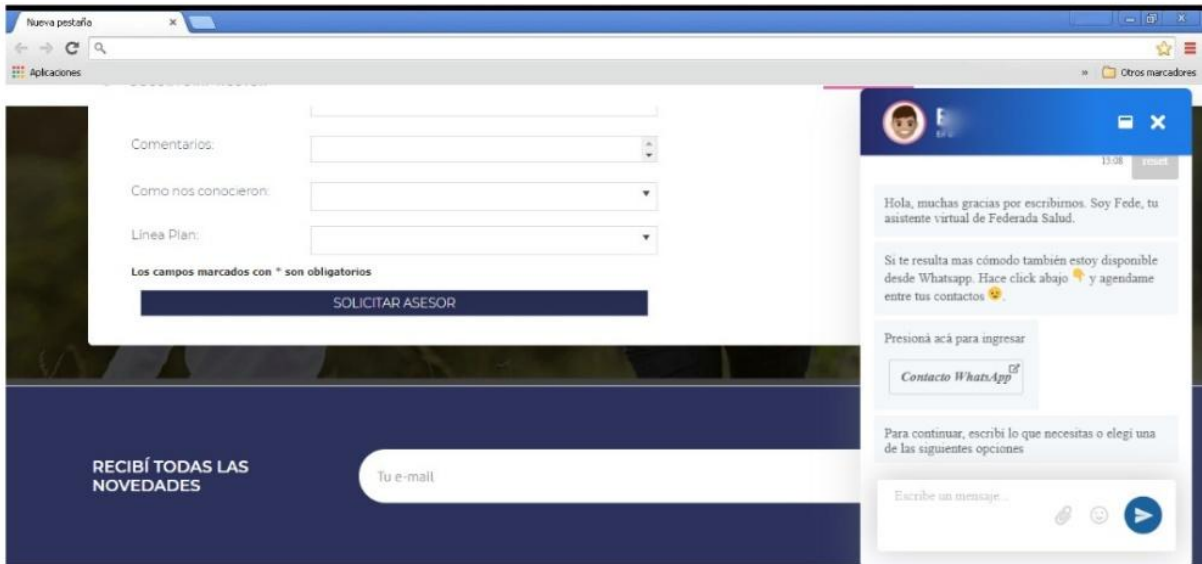 Nueva pestaña
Aplicaciones
» Otros marcadores
Comentarios:
Como nos conocieron:
Línea Plan:
Los campos marcados con * son obligatorios
SOLICITAR ASESOR
RECIBÍ TODAS LAS
NOVEDADES
Tu e-mail
15:08 reset
Hola, muchas gracias por escribirnos. Soy Fede, tu
asistente virtual de Federada Salud.
Si te resulta mas cómodo también estoy disponible
desde Whatsapp. Hace click abajo 👇 y agendame
entre tus contactos 😉.
Presioná acá para ingresar
Contacto WhatsApp
Para continuar, escribi lo que necesitas o elegi una
de las siguientes opciones
Escribe un mensaje...